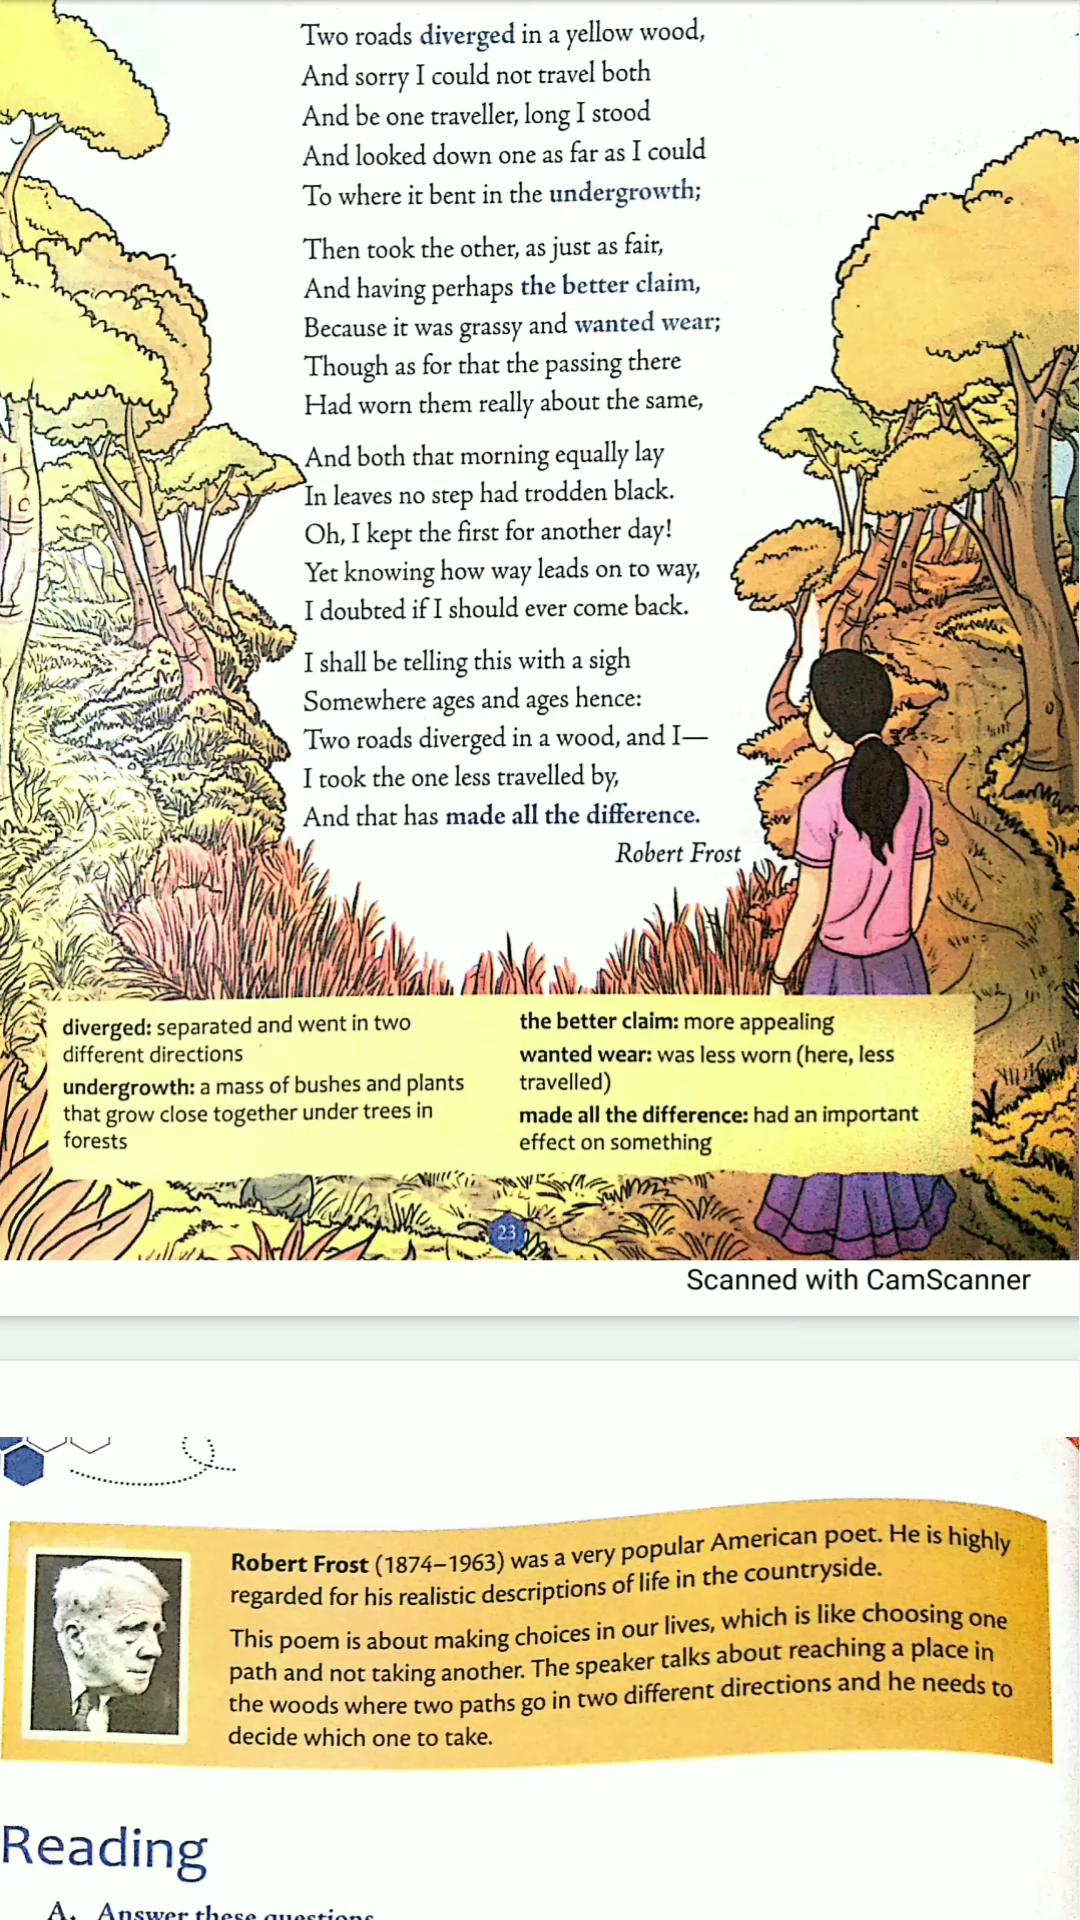 Two roads diverged in a yellow wood,
And sorry I could not travel both
And be one traveller, long I stood
And looked down one as far as I could
To where it bent in the undergrowth;
Then took the other, as just as fair,
And having perhaps the better claim,
Because it was grassy and wanted wear;
Though as for that the passing there
Had worn them really about the same,
And both that morning equally lay
In leaves no step had trodden black.
Oh, I kept the first for another day!
Yet knowing how way leads on to way,
I doubted if I should ever come back.
I shall be telling this with a sigh
Somewhere ages and ages hence:
Two roads diverged in a wood, and I—
I took the one less travelled by,
And that has made all the difference.
Robert Frost
diverged: separated and went in two
different directions
undergrowth: a mass of bushes and plants
that grow close together under trees in
forests
the better claim: more appealing
wanted wear: was less worn (here, less
travelled)
made all the difference: had an important
effect on something
23
Scanned with CamScanner
Robert Frost (1874–1963) was a very popular American poet. He is highly
regarded for his realistic descriptions of life in the countryside.
This poem is about making choices in our lives, which is like choosing one
path and not taking another. The speaker talks about reaching a place in
the woods where two paths go in two different directions and he needs to
decide which one to take.
Reading
A. Answer these questions.